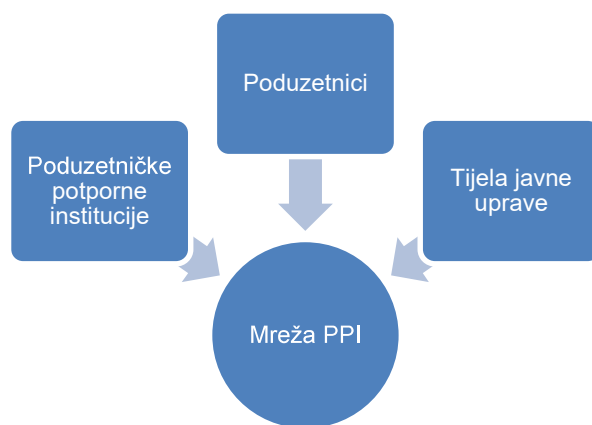 Poduzetnici
Poduzetničke
potporne
institucije
Tijela javne
uprave
Mreža PPI